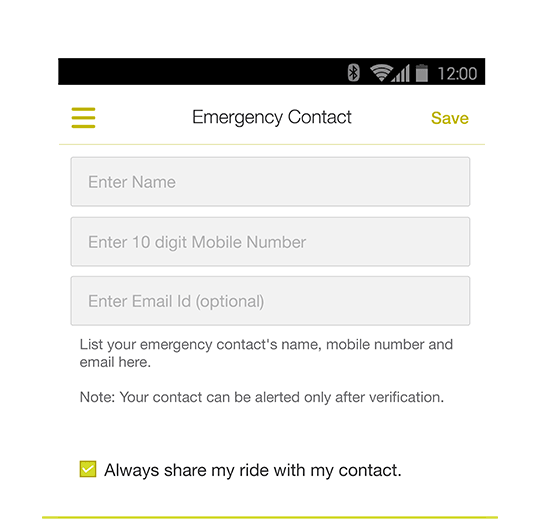 12:00
Emergency Contact
Save
Enter Name
Enter 10 digit Mobile Number
Enter Email Id (optional)
List your emergency contact's name, mobile number and
email here.
Note: Your contact can be alerted only after verification.
Always share my ride with my contact.